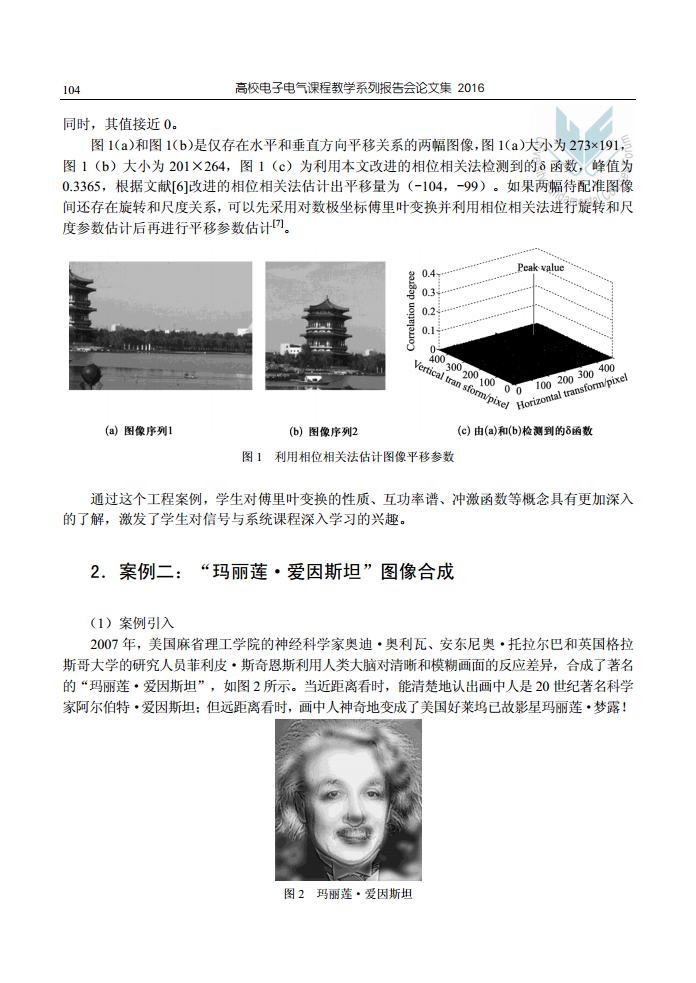 104
高校电子电气课程教学系列报告会论文集 2016
同时，其值接近 0。
图 1（a）和图 1（b）是仅存在水平和垂直方向平移关系的两幅图像，图 1（a）大小为 273×191，
图 1（b）大小为 201×264，图 1（c）为利用本文改进的相位相关法检测到的 δ 函数，峰值为
0.3365，根据文献[6]改进的相位相关法估计出平移量为（-104，-99）。如果两幅待配准图像
间还存在旋转和尺度关系，可以先采用对数极坐标傅里叶变换并利用相位相关法进行旋转和尺
度参数估计后再进行平移参数估计[7]。
Peak value
Correlation degree
0.4
0.3
0.2
0.1
0
400
300
200
100
0
Vertical tran sform/pixel
0
100
200
300
400
Horizontal transform/pixel
(a) 图像序列1
(b) 图像序列2
(c) 由(a)和(b)检测到的δ函数
图 1 利用相位相关法估计图像平移参数
通过这个工程案例，学生对傅里叶变换的性质、互功率谱、冲激函数等概念具有更加深入
的了解，激发了学生对信号与系统课程深入学习的兴趣。
2．案例二：“玛丽莲·爱因斯坦”图像合成
（1）案例引入
2007 年，美国麻省理工学院的神经科学家奥迪·奥利瓦、安东尼奥·托拉尔巴和英国格拉
斯哥大学的研究人员菲利皮·斯奇恩斯利用人类大脑对清晰和模糊画面的反应差异，合成了著名
的“玛丽莲·爱因斯坦”，如图 2 所示。当近距离看时，能清楚地认出画中人是 20 世纪著名科学
家阿尔伯特·爱因斯坦；但远距离看时，画中人神奇地变成了美国好莱坞已故影星玛丽莲·梦露！
图 2 玛丽莲·爱因斯坦